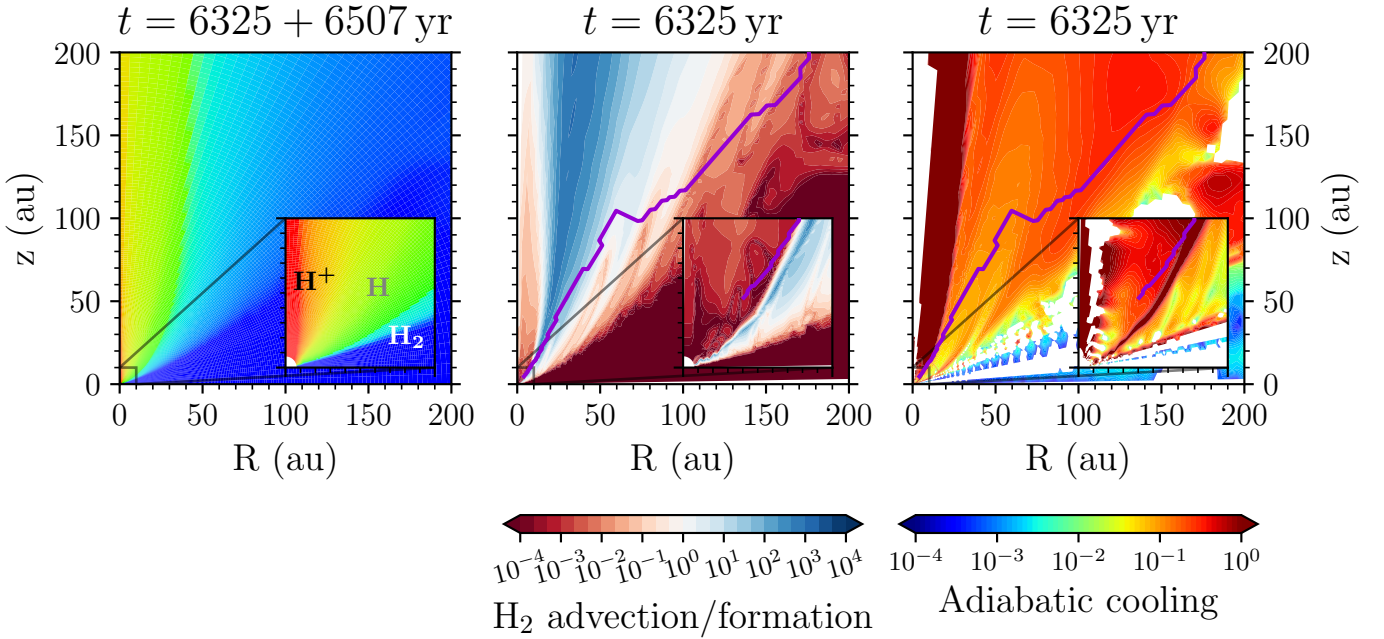 t = 6325 + 6507 yr
t = 6325 yr
t = 6325 yr
200
150
100
50
0
z (au)
H⁺
H
H₂
0 50 100 150 200
R (au)
0 50 100 150 200
R (au)
200
150
100
50
0
z (au)
0 50 100 150 200
R (au)
10⁻⁴ 10⁻³ 10⁻² 10⁻¹ 10⁰ 10¹ 10² 10³ 10⁴
H₂ advection/formation
10⁻⁴ 10⁻³ 10⁻² 10⁻¹ 10⁰
Adiabatic cooling